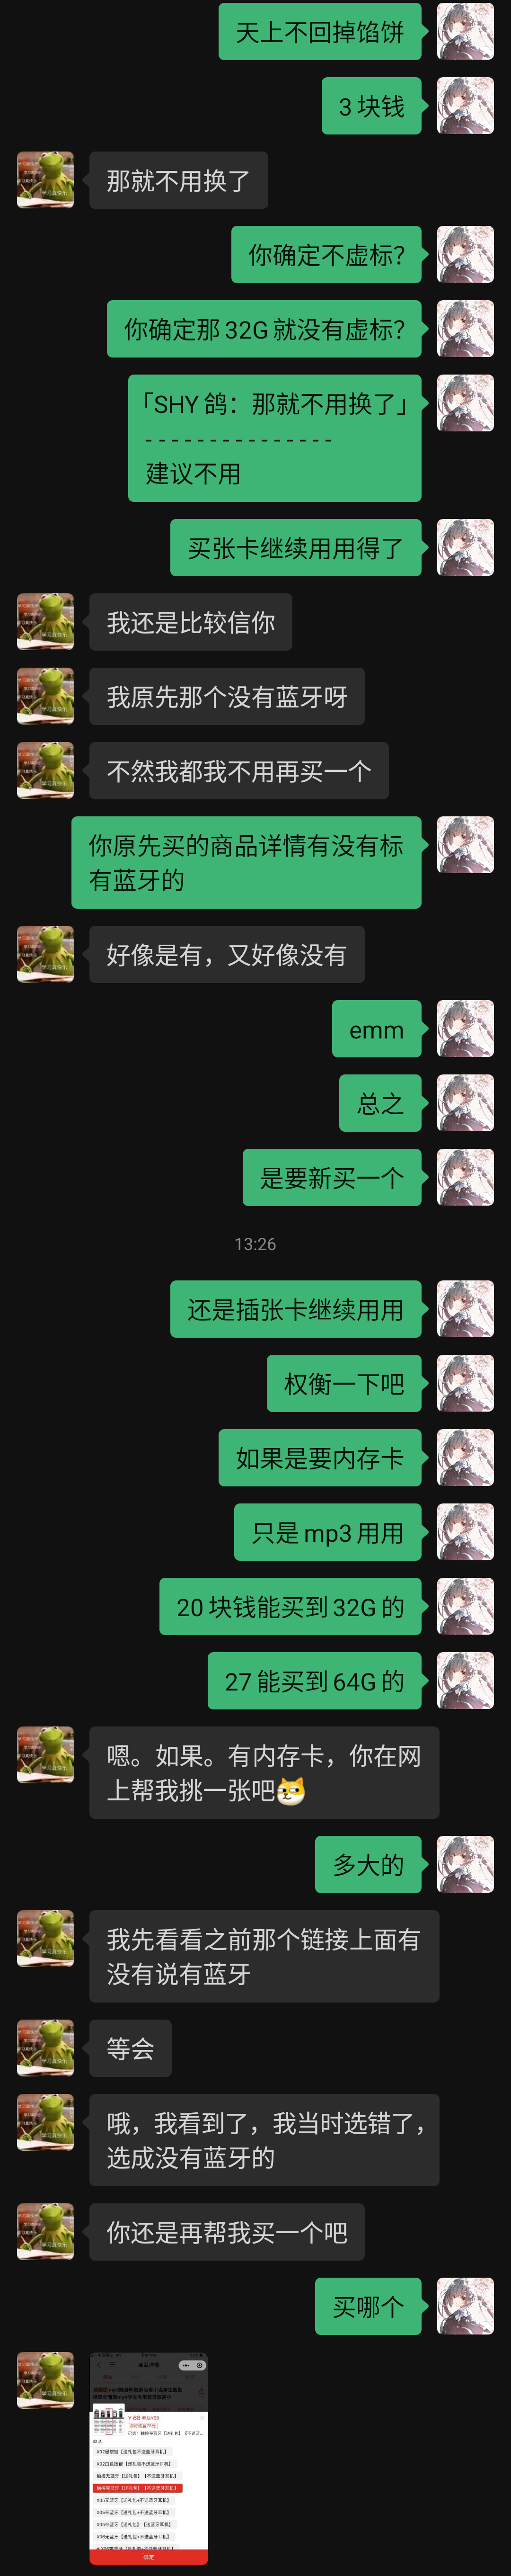 天上不回掉馅饼
3 块钱
那就不用换了
你确定不虚标？
你确定那 32G 就没有虚标？
「SHY 鸽：那就不用换了」
- - - - - - - - - - - - - - -
建议不用
买张卡继续用用得了
我还是比较信你
我原先那个没有蓝牙呀
不然我都我不用再买一个
你原先买的商品详情有没有标
有蓝牙的
好像是有，又好像没有
emm
总之
是要新买一个
13:26
还是插张卡继续用用
权衡一下吧
如果是要内存卡
只是 mp3 用用
20 块钱能买到 32G 的
27 能买到 64G 的
嗯。如果。有内存卡，你在网
上帮我挑一张吧
多大的
我先看看之前那个链接上面有
没有说有蓝牙
等会
哦，我看到了，我当时选错了，
选成没有蓝牙的
你还是再帮我买一个吧
买哪个
商品详情
¥ 68
确定